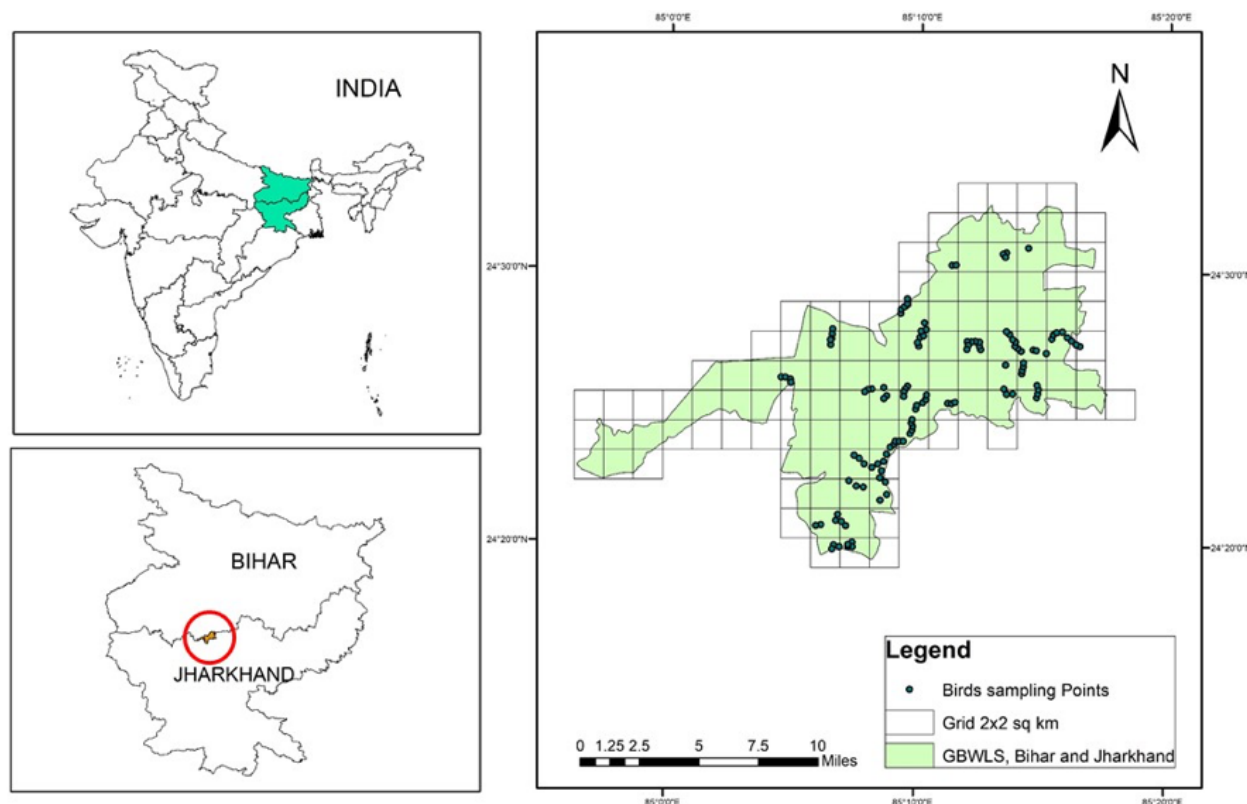 85°0'0"E 85°10'0"E 85°20'0"E
INDIA
N
24°30'0"N 24°30'0"N
24°20'0"N 24°20'0"N
BIHAR
JHARKHAND
Legend
Birds sampling Points
Grid 2x2 sq km
GBWLS, Bihar and Jharkhand
0 1.25 2.5 5 7.5 10
Miles
85°0'0"E 85°10'0"E 85°20'0"E